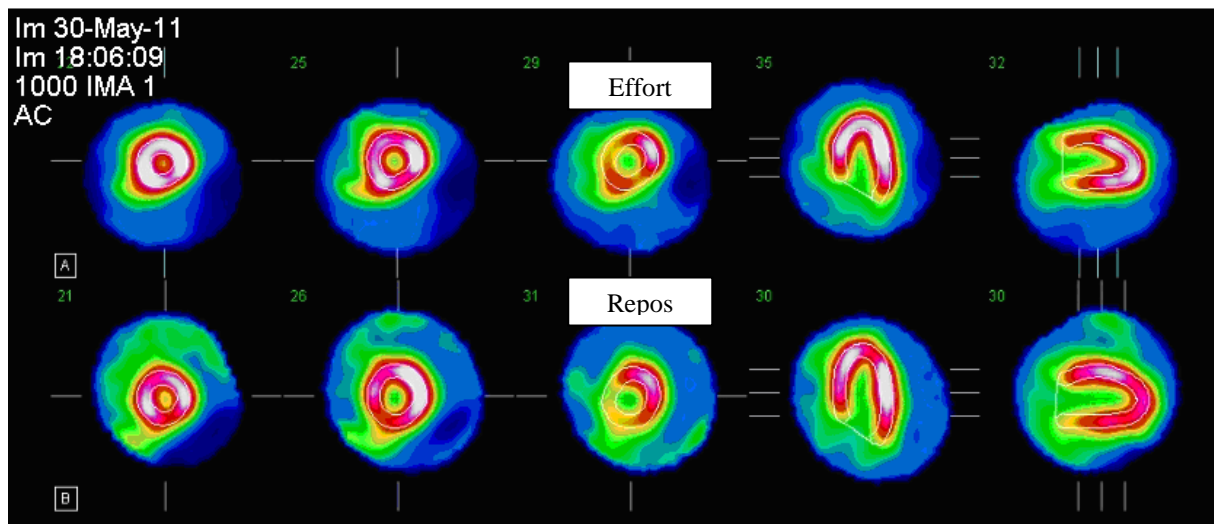 Im 30-May-11
Im 18:06:09
1000 IMA 1
AC
25
29
35
32
Effort
A
21
26
31
30
30
Repos
B